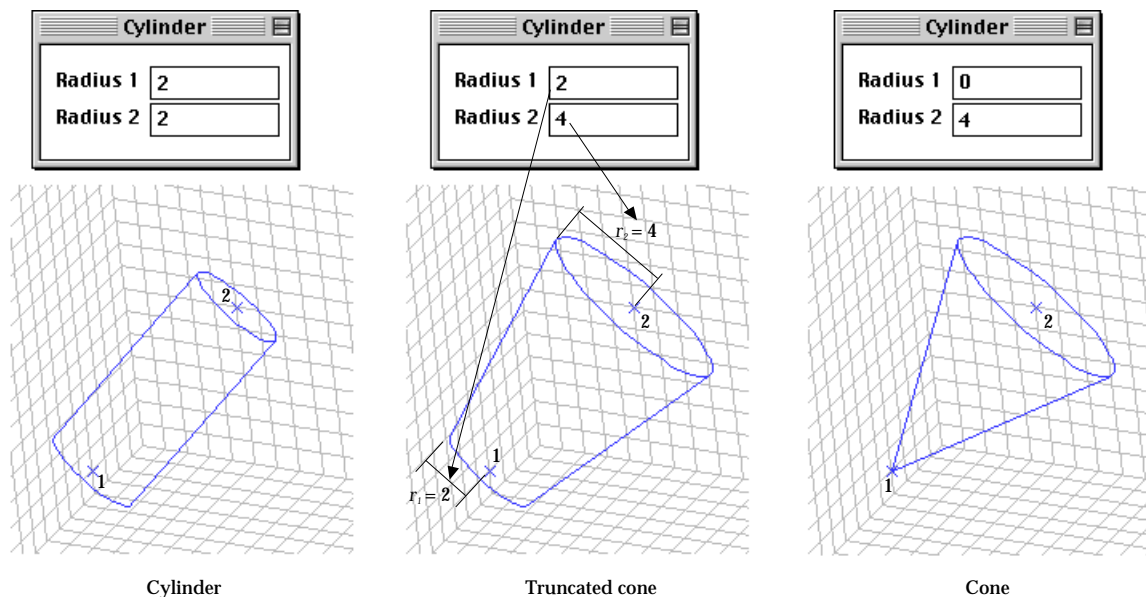 Cylinder
Radius 1 2
Radius 2 2
Cylinder
Radius 1 2
Radius 2 4
Cylinder
Radius 1 0
Radius 2 4
2
1
r₂ = 4
2
1
r₁ = 2
2
1
Cylinder
Truncated cone
Cone